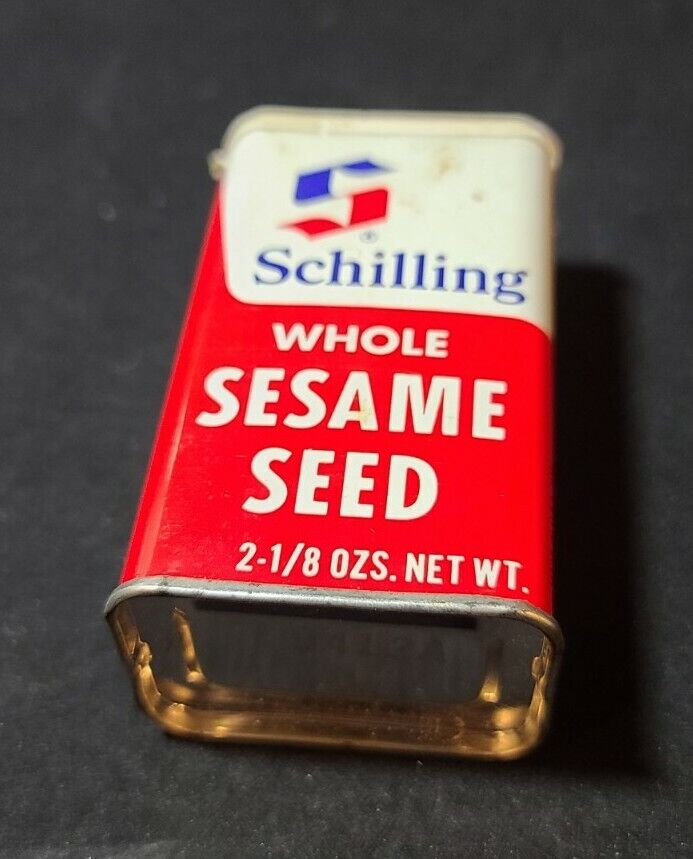 ®
Schilling
WHOLE
SESAME
SEED
2-1/8 OZS. NET WT.